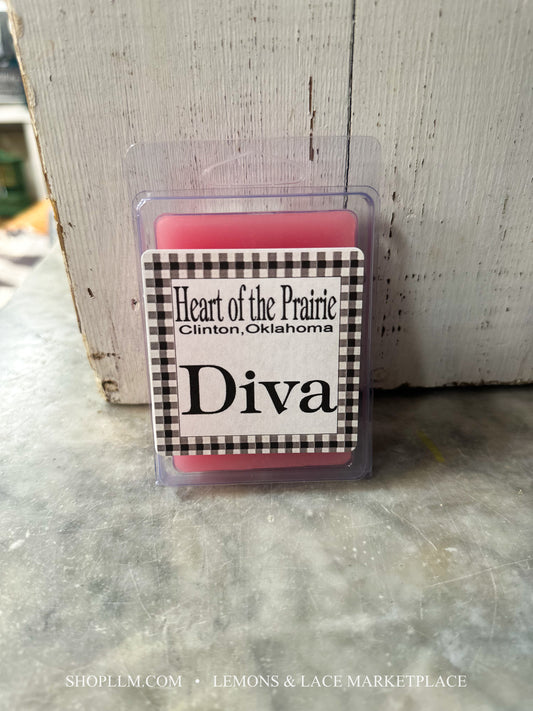 Heart of the Prairie
Clinton,Oklahoma
Diva
SHOPLLM.COM • LEMONS & LACE MARKETPLACE